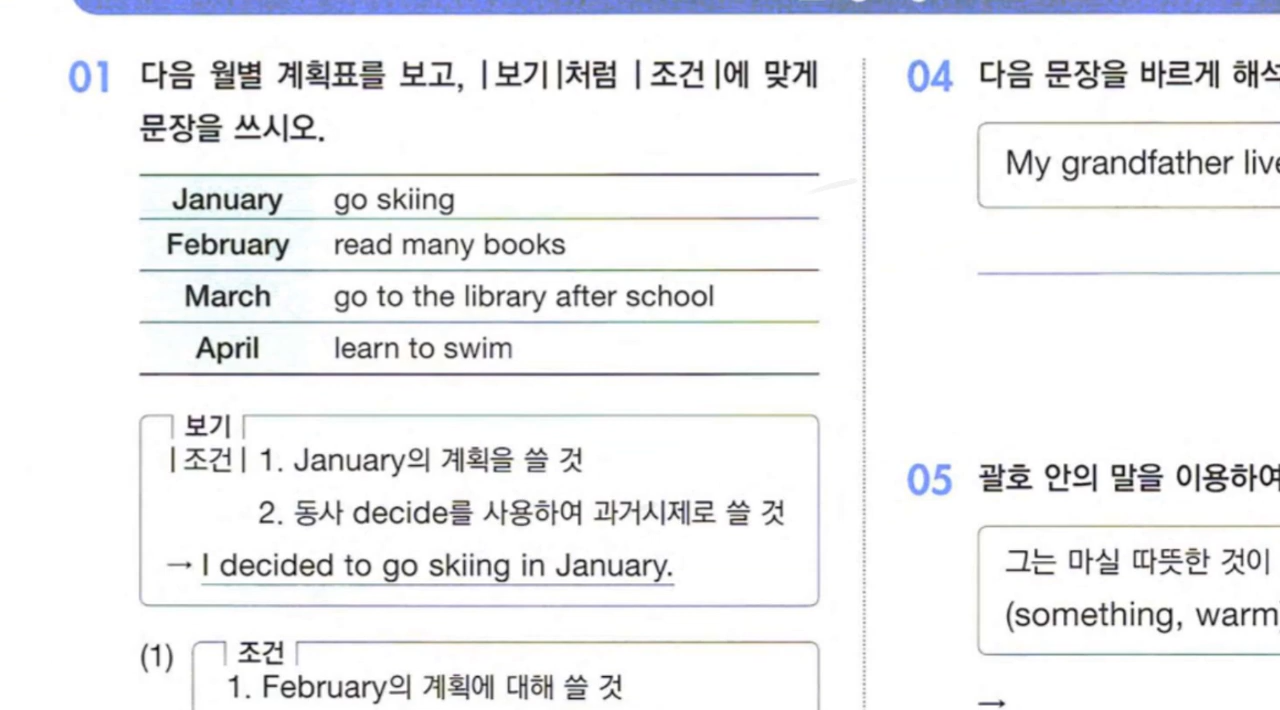 01 다음 월별 계획표를 보고, |보기|처럼 |조건|에 맞게
문장을 쓰시오.
January go skiing
February read many books
March go to the library after school
April learn to swim
보기
|조건| 1. January의 계획을 쓸 것
2. 동사 decide를 사용하여 과거시제로 쓸 것
→ I decided to go skiing in January.
(1) 조건
1. February의 계획에 대해 쓸 것
04 다음 문장을 바르게
My grandfather
05 괄호 안의 말을 이용하여
그는 마실 따뜻한 것이
(something, warm
→